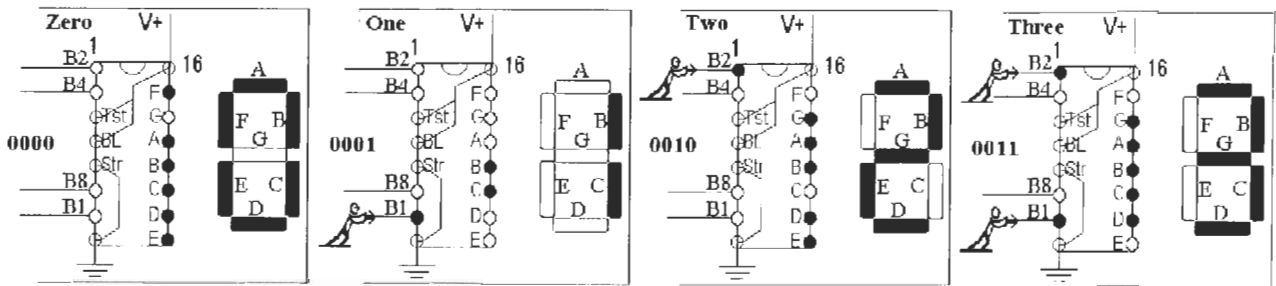 Zero V+
1
B2 16
B4
F
Tst G
0000 BL A
Str B
B8 C
B1 D
E
A
F B
G
E C
D
One V+
1
B2 16
B4
F
Tst G
0001 BL A
Str B
B8 C
B1 D
E
A
F B
G
E C
D
Two V+
1
B2 16
B4
F
Tst G
0010 BL A
Str B
B8 C
B1 D
E
A
F B
G
E C
D
Three V+
1
B2 16
B4
F
Tst G
0011 BL A
Str B
B8 C
B1 D
E
A
F B
G
E C
D